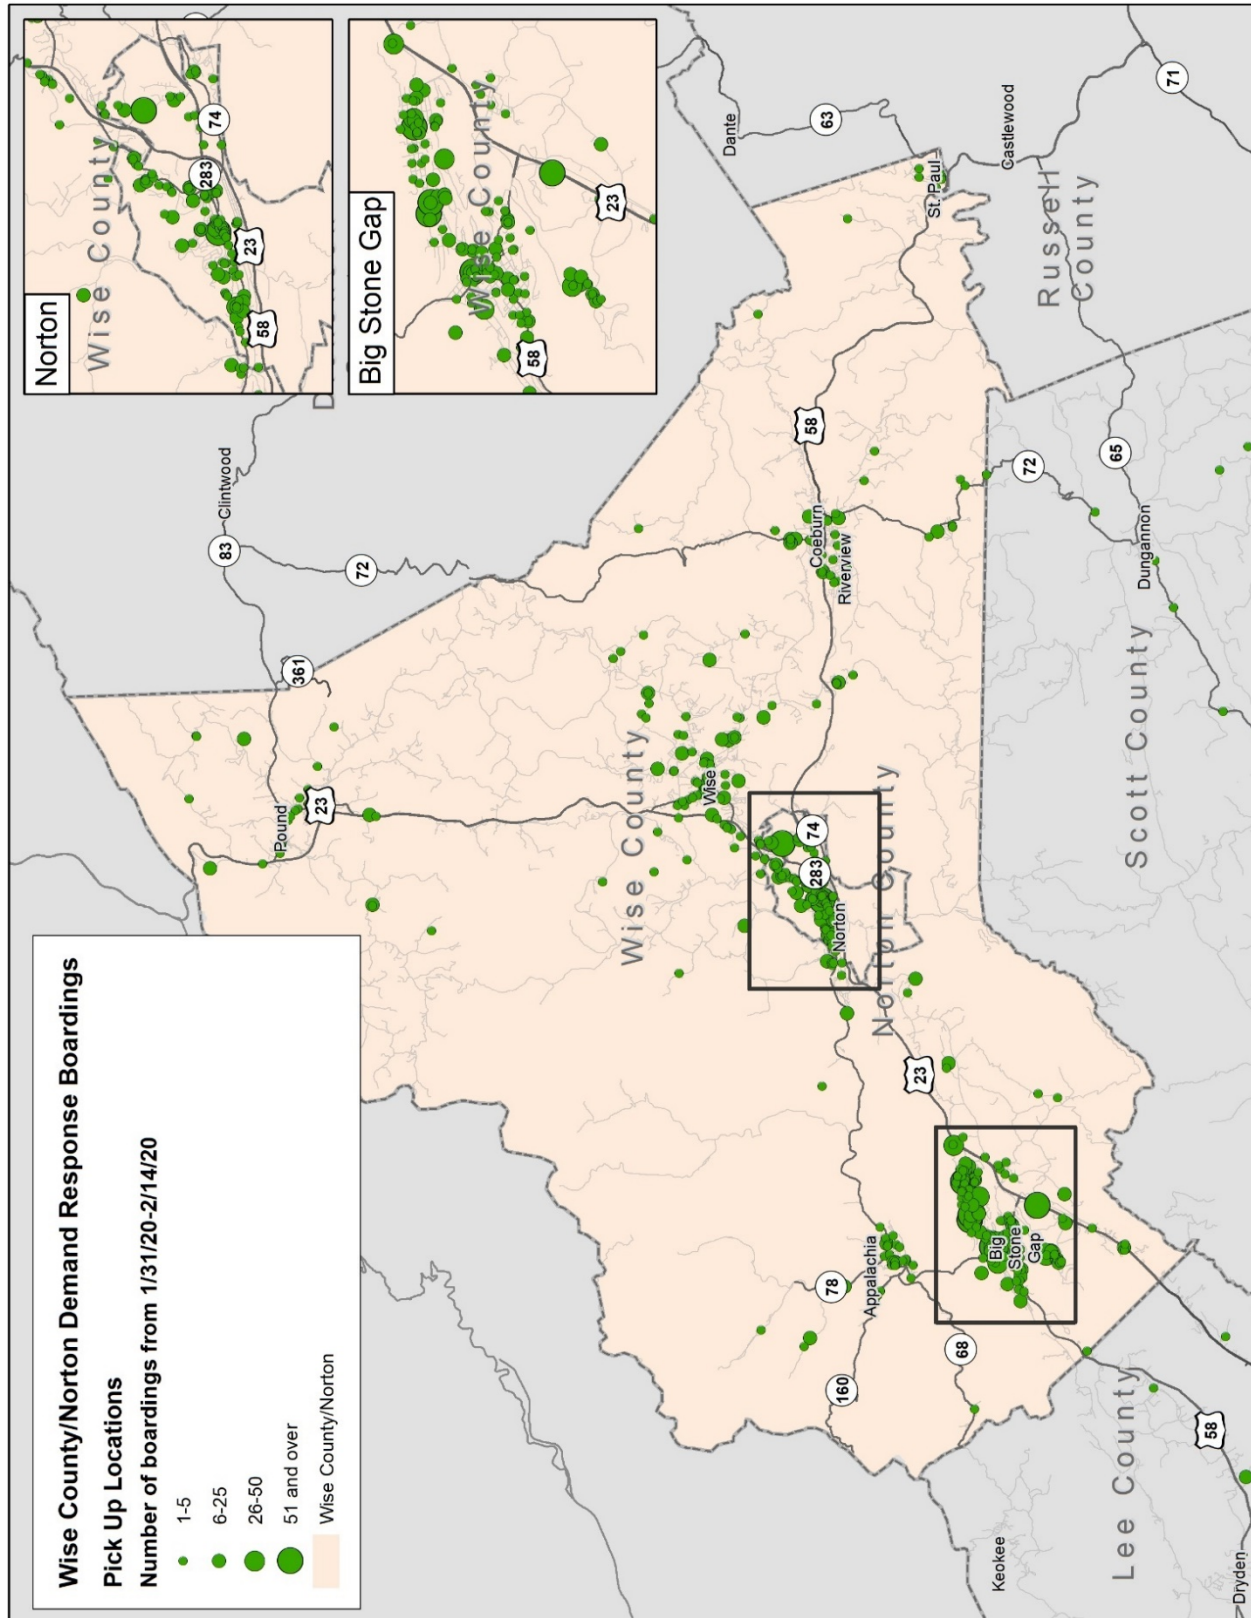 Wise County/Norton Demand Response Boardings
Pick Up Locations
Number of boardings from 1/31/20-2/14/20
1-5
6-25
26-50
51 and over
Wise County/Norton
Norton
Wise County
283
74
23
58
Big Stone Gap
Wise County
58
23
Clintwood
83
72
361
Pound
23
Wise County
Wise
74
283
Norton
Norton County
Coeburn
Riverview
58
Dante
63
St. Paul
Castlewood
71
Russell
County
72
65
Dungannon
Scott County
23
Appalachia
78
160
68
Big
Stone
Gap
Keokee
Lee County
58
Dryden